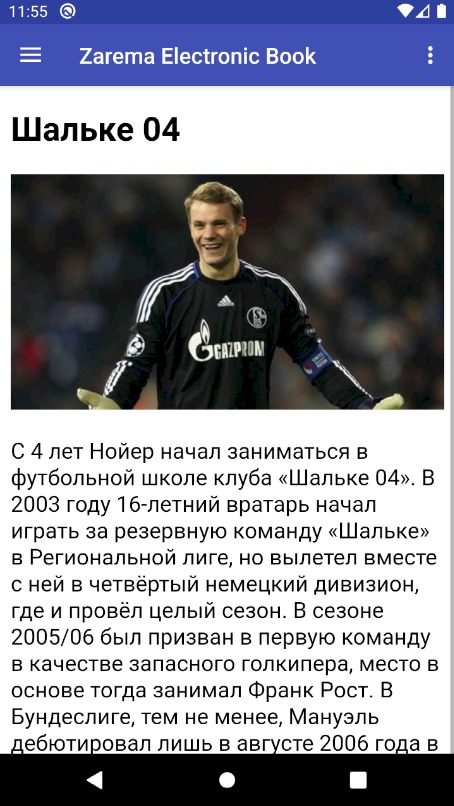 11:55
Zarema Electronic Book
Шальке 04
GAZPROM
С 4 лет Нойер начал заниматься в
футбольной школе клуба «Шальке 04». В
2003 году 16-летний вратарь начал
играть за резервную команду «Шальке»
в Региональной лиге, но вылетел вместе
с ней в четвёртый немецкий дивизион,
где и провёл целый сезон. В сезоне
2005/06 был призван в первую команду
в качестве запасного голкипера, место в
основе тогда занимал Франк Рост. В
Бундеслиге, тем не менее, Мануэль
дебютировал лишь в августе 2006 года в